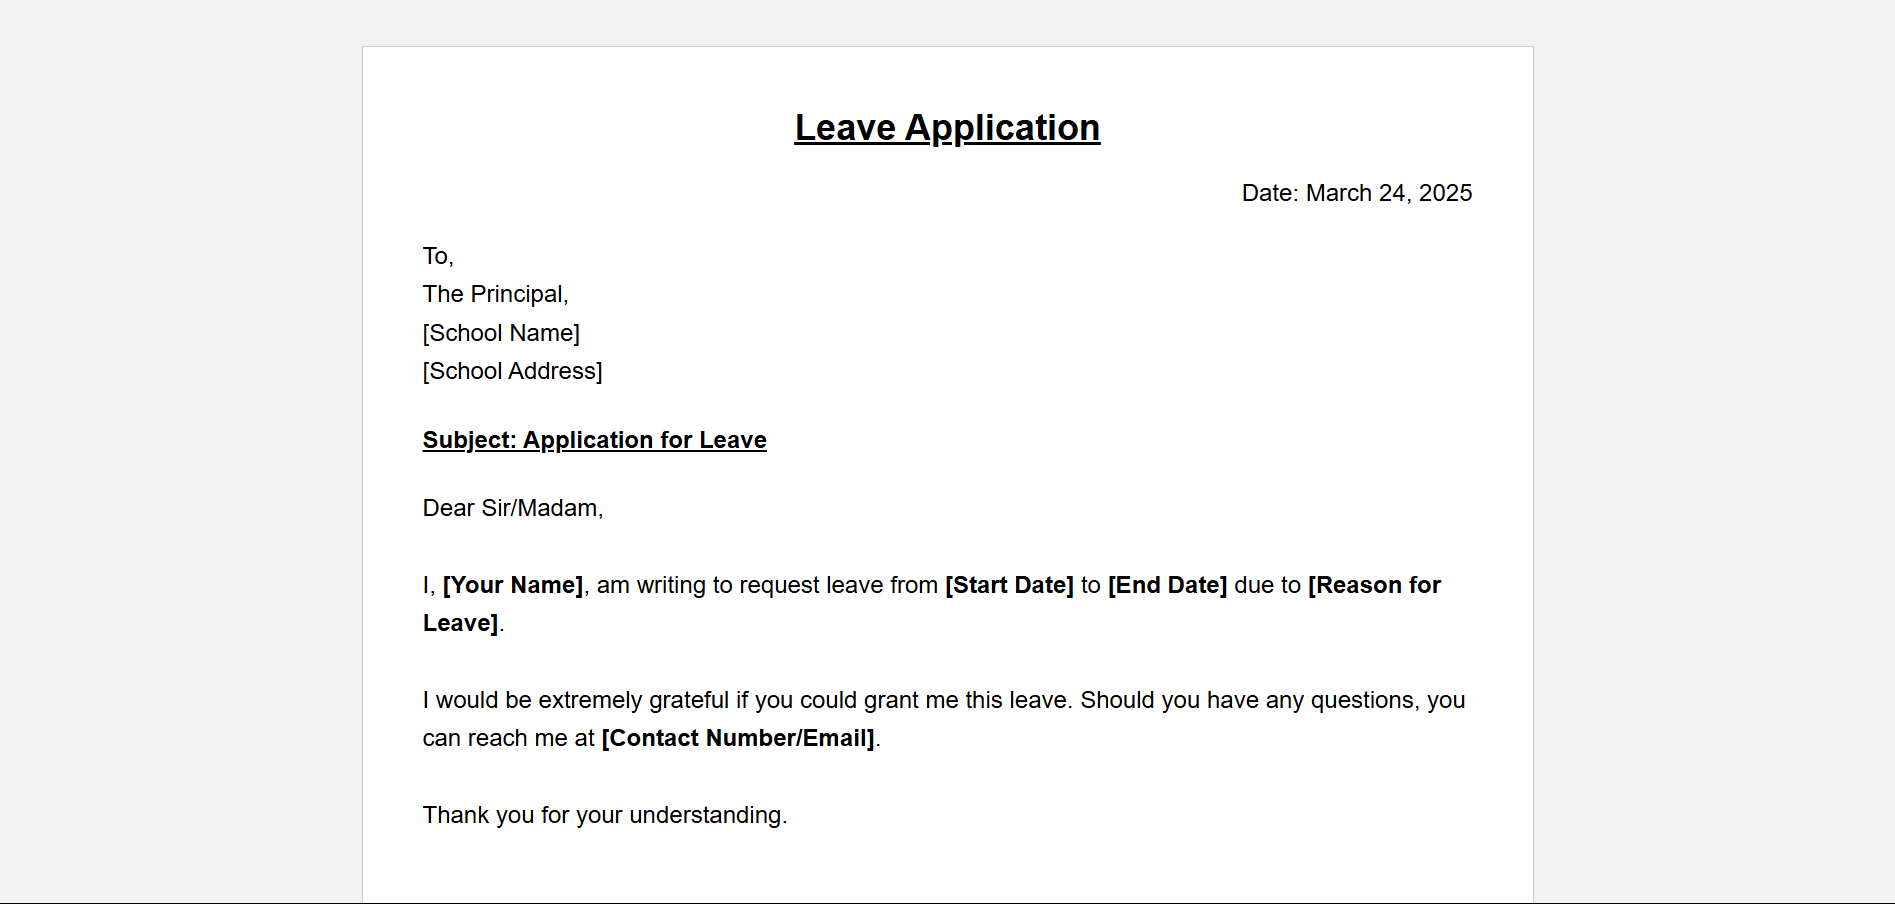 Leave Application
Date: March 24, 2025
To,
The Principal,
[School Name]
[School Address]
Subject: Application for Leave
Dear Sir/Madam,
I, [Your Name], am writing to request leave from [Start Date] to [End Date] due to [Reason for
Leave].
I would be extremely grateful if you could grant me this leave. Should you have any questions, you
can reach me at [Contact Number/Email].
Thank you for your understanding.